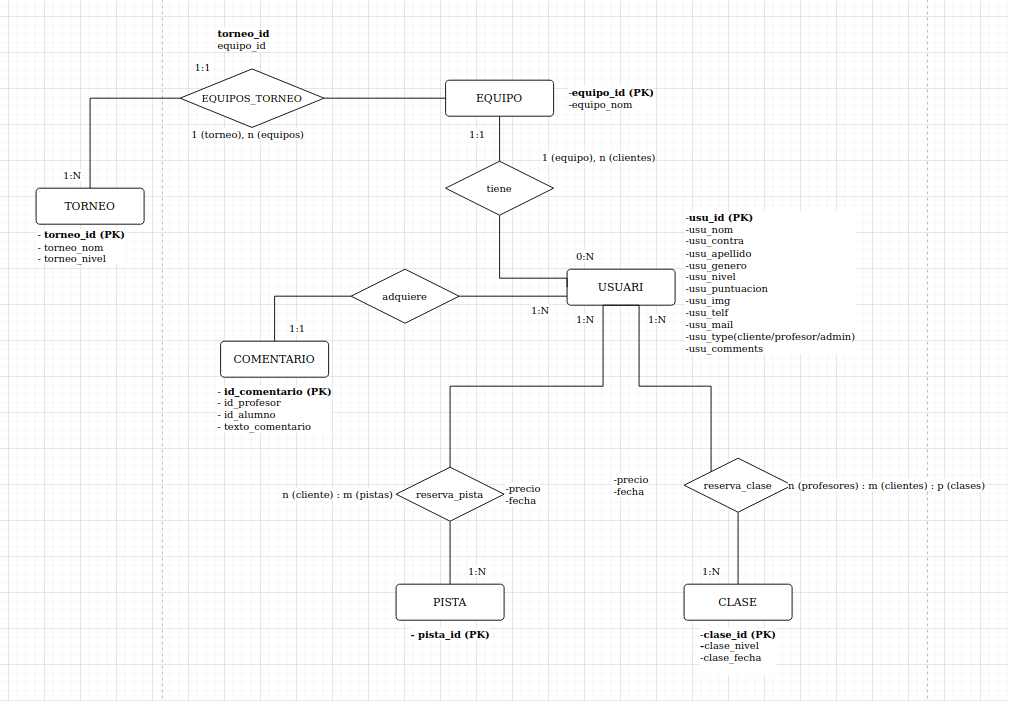 torneo_id
equipo_id
1:1
EQUIPOS_TORNEO
1 (torneo), n (equipos)
EQUIPO
-equipo_id (PK)
-equipo_nom
1:1
1 (equipo), n (clientes)
tiene
1:N
TORNEO
- torneo_id (PK)
- torneo_nom
- torneo_nivel
-usu_id (PK)
-usu_nom
-usu_contra
-usu_apellido
-usu_genero
-usu_nivel
-usu_puntuacion
-usu_img
-usu_telf
-usu_mail
-usu_type(cliente/profesor/admin)
-usu_comments
0:N
USUARI
adquiere
1:N
1:N
1:N
1:1
COMENTARIO
- id_comentario (PK)
- id_profesor
- id_alumno
- texto_comentario
n (cliente) : m (pistas)
reserva_pista
-precio
-fecha
-precio
-fecha
reserva_clase
n (profesores) : m (clientes) : p (clases)
1:N
PISTA
- pista_id (PK)
1:N
CLASE
-clase_id (PK)
-clase_nivel
-clase_fecha